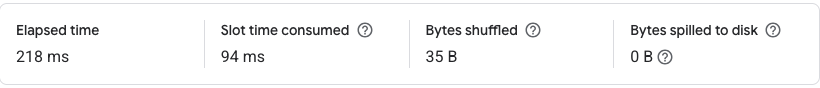 Elapsed time
218 ms
Slot time consumed
94 ms
Bytes shuffled
35 B
Bytes spilled to disk
0 B